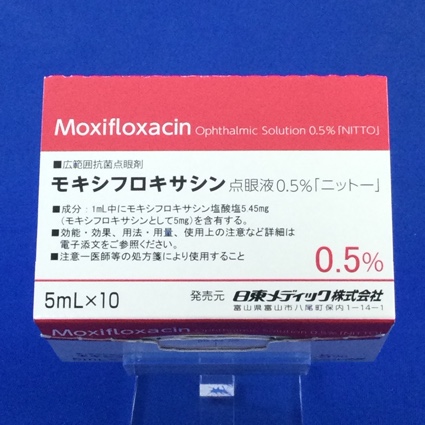 Moxifloxacin Ophthalmic Solution 0.5%「NITTO」
■広範囲抗菌点眼剤
モキシフロキサシン点眼液0.5%「ニットー」
■成分：1mL中にモキシフロキサシン塩酸塩5.45mg
（モキシフロキサシンとして5mg）を含有する。
■効能・効果、用法・用量、使用上の注意など詳細は
電子添文をご参照ください。
■注意ー医師等の処方箋により使用すること
0.5%
5mL×10
発売元 日東メディック株式会社
富山県富山市八尾町保内1-14-1